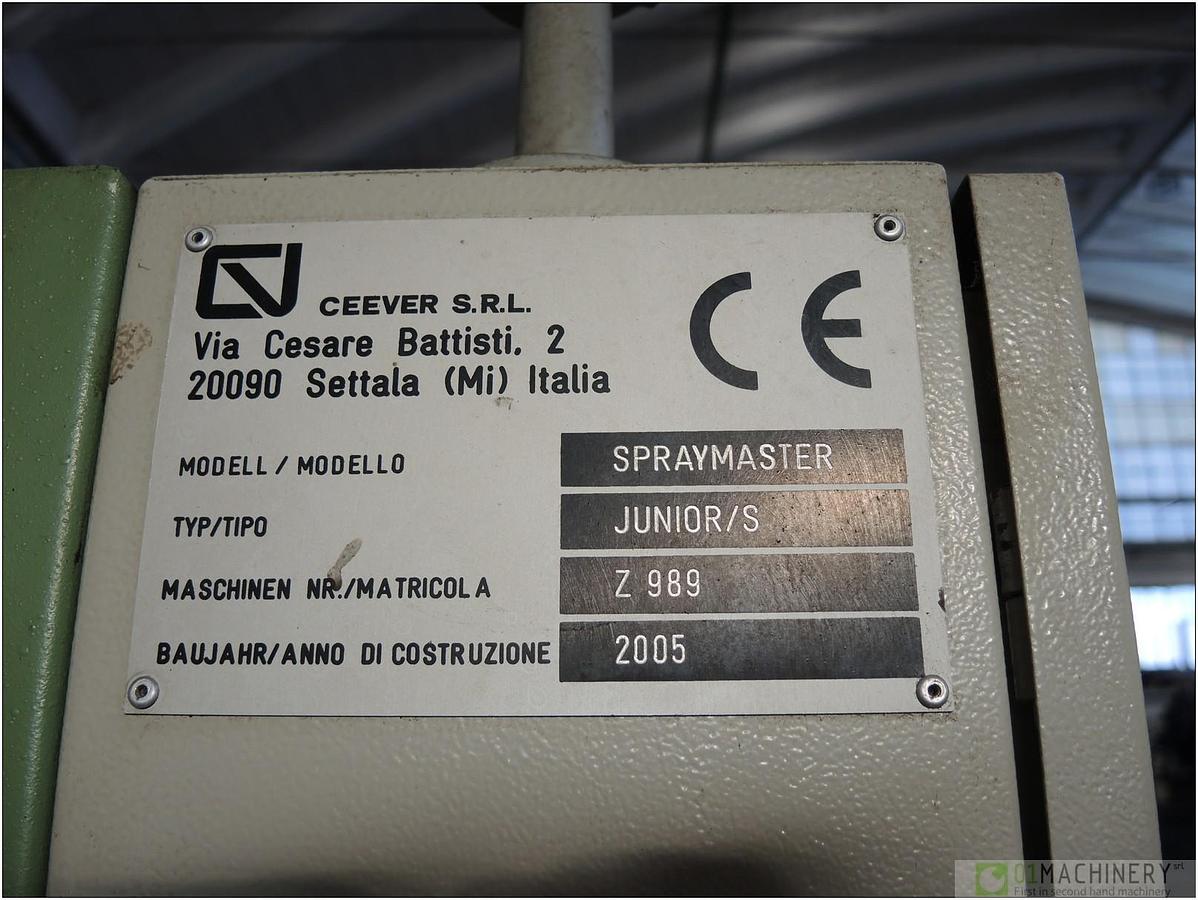 CEEVER S.R.L.
Via Cesare Battisti, 2
20090 Settala (Mi) Italia
CE
MODELL / MODELLO SPRAYMASTER
TYP/TIPO JUNIOR/S
MASCHINEN NR./MATRICOLA Z 989
BAUJAHR/ANNO DI COSTRUZIONE 2005
01MACHINERY srl
First in second hand machinery